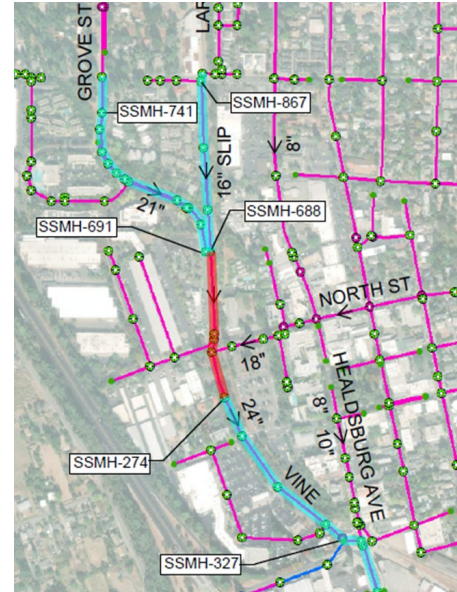 GROVE ST
LAR
SSMH-867
SSMH-741
16" SLIP
8"
21"
SSMH-691
SSMH-688
NORTH ST
18"
HEALDSBURG AVE
8"
10"
24"
SSMH-274
VINE
SSMH-327